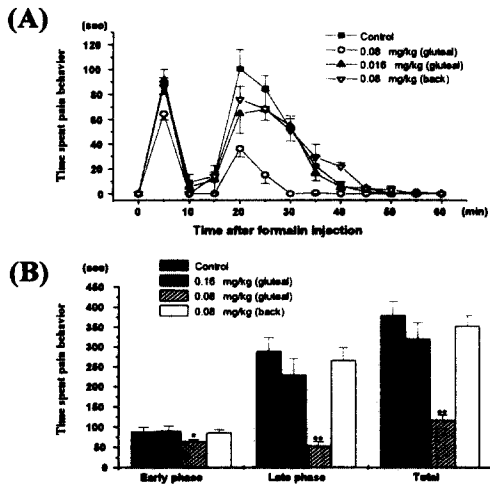 (A)
(sec)
Time spent pain behavior
120
100
80
60
40
20
0
Control
0.08 mg/kg (gluteal)
0.016 mg/kg (gluteal)
0.08 mg/kg (back)
0 10 20 30 40 50 60 (min)
Time after formalin injection
(B)
(sec)
Time spent pain behavior
450
400
350
300
250
200
150
100
50
0
Control
0.16 mg/kg (gluteal)
0.08 mg/kg (gluteal)
0.08 mg/kg (back)
* ** **
Early phase Late phase Total